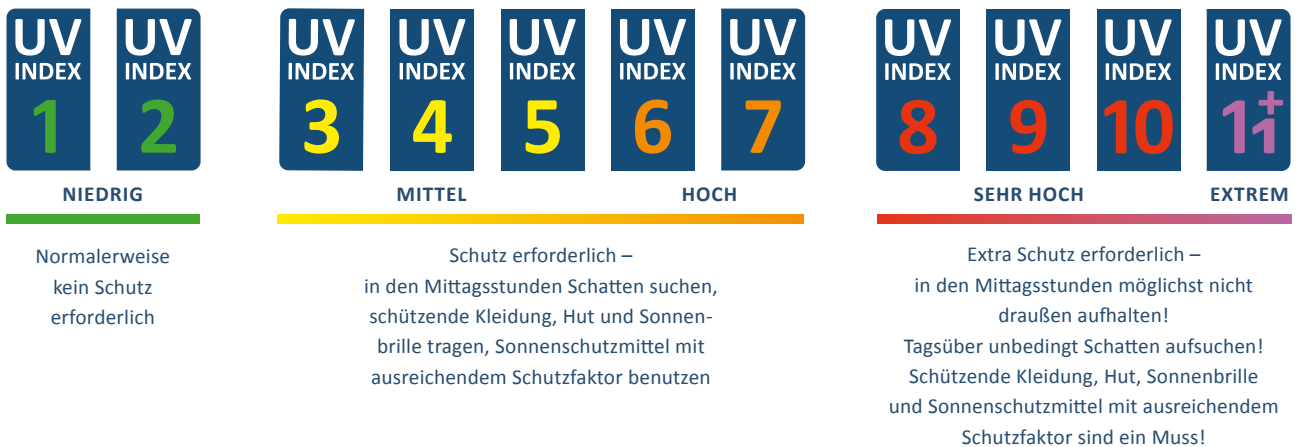 UV
INDEX
1
UV
INDEX
2
NIEDRIG
Normalerweise
kein Schutz
erforderlich
UV
INDEX
3
UV
INDEX
4
UV
INDEX
5
UV
INDEX
6
UV
INDEX
7
MITTEL
HOCH
Schutz erforderlich –
in den Mittagsstunden Schatten suchen,
schützende Kleidung, Hut und Sonnen-
brille tragen, Sonnenschutzmittel mit
ausreichendem Schutzfaktor benutzen
UV
INDEX
8
UV
INDEX
9
UV
INDEX
10
UV
INDEX
11+
SEHR HOCH
EXTREM
Extra Schutz erforderlich –
in den Mittagsstunden möglichst nicht
draußen aufhalten!
Tagsüber unbedingt Schatten aufsuchen!
Schützende Kleidung, Hut, Sonnenbrille
und Sonnenschutzmittel mit ausreichendem
Schutzfaktor sind ein Muss!